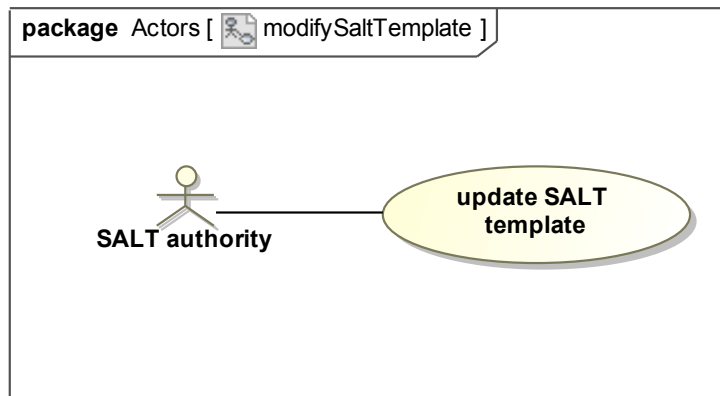 package Actors [ modifySaltTemplate ]
update SALT
template
SALT authority